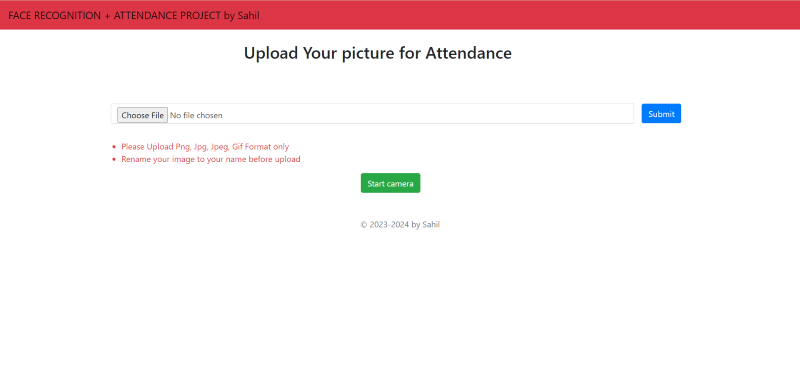 FACE RECOGNITION + ATTENDANCE PROJECT by Sahil
Upload Your picture for Attendance
Choose File No file chosen
Submit
Please Upload Png, Jpg, Jpeg, Gif Format only
Rename your image to your name before upload
Start camera
© 2023-2024 by Sahil